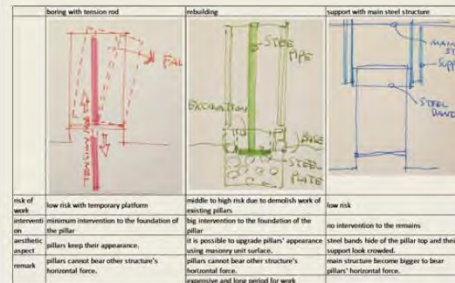 boring with tension rod
rebuilding
support with main steel structure
STEEL
PIPE
EXCAVATION
BASE
STEEL
PLATE
MAIN
STEEL
BAND
risk of
work
low risk with temporary platform
middle to high risk due to demolish work of
existing pillars
low risk
interventi
on
minimum intervention to the foundation of
the pillar
big intervention to the foundation of the
pillar
no intervention to the remains
aesthetic
aspect
pillars keep their appearance.
it is possible to upgrade pillars' appearance
using masonry unit surface.
steel bands hide of the pillar top and their
support look crowded.
remark
pillars cannot bear other structure's
horizontal force.
pillars cannot bear other structure's
horizontal force.
main structure become bigger to bear
pillars' horizontal force.
expensive and long period for work